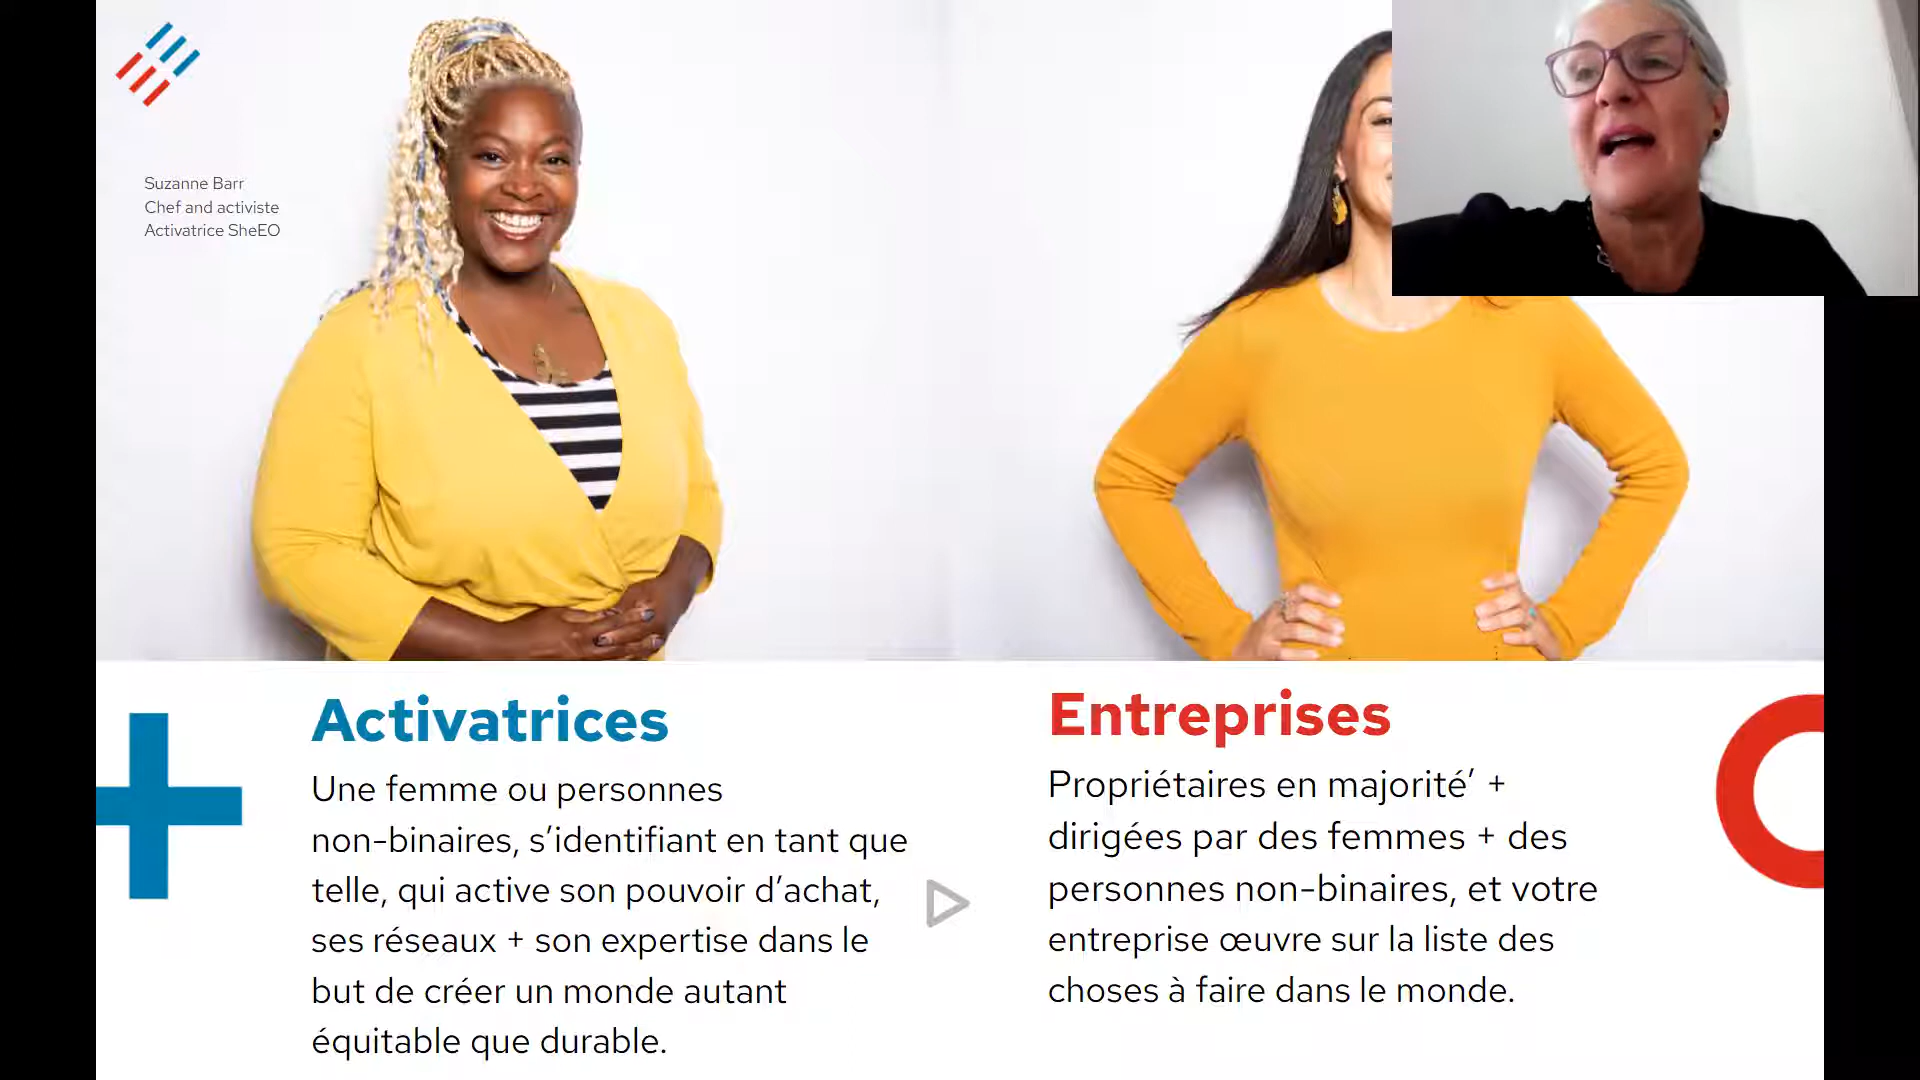 Suzanne Barr
Chef and activiste
Activatrice SheEO
Activatrices
Une femme ou personnes
non-binaires, s’identifiant en tant que
telle, qui active son pouvoir d’achat,
ses réseaux + son expertise dans le
but de créer un monde autant
équitable que durable.
Entreprises
Propriétaires en majorité’ +
dirigées par des femmes + des
personnes non-binaires, et votre
entreprise œuvre sur la liste des
choses à faire dans le monde.